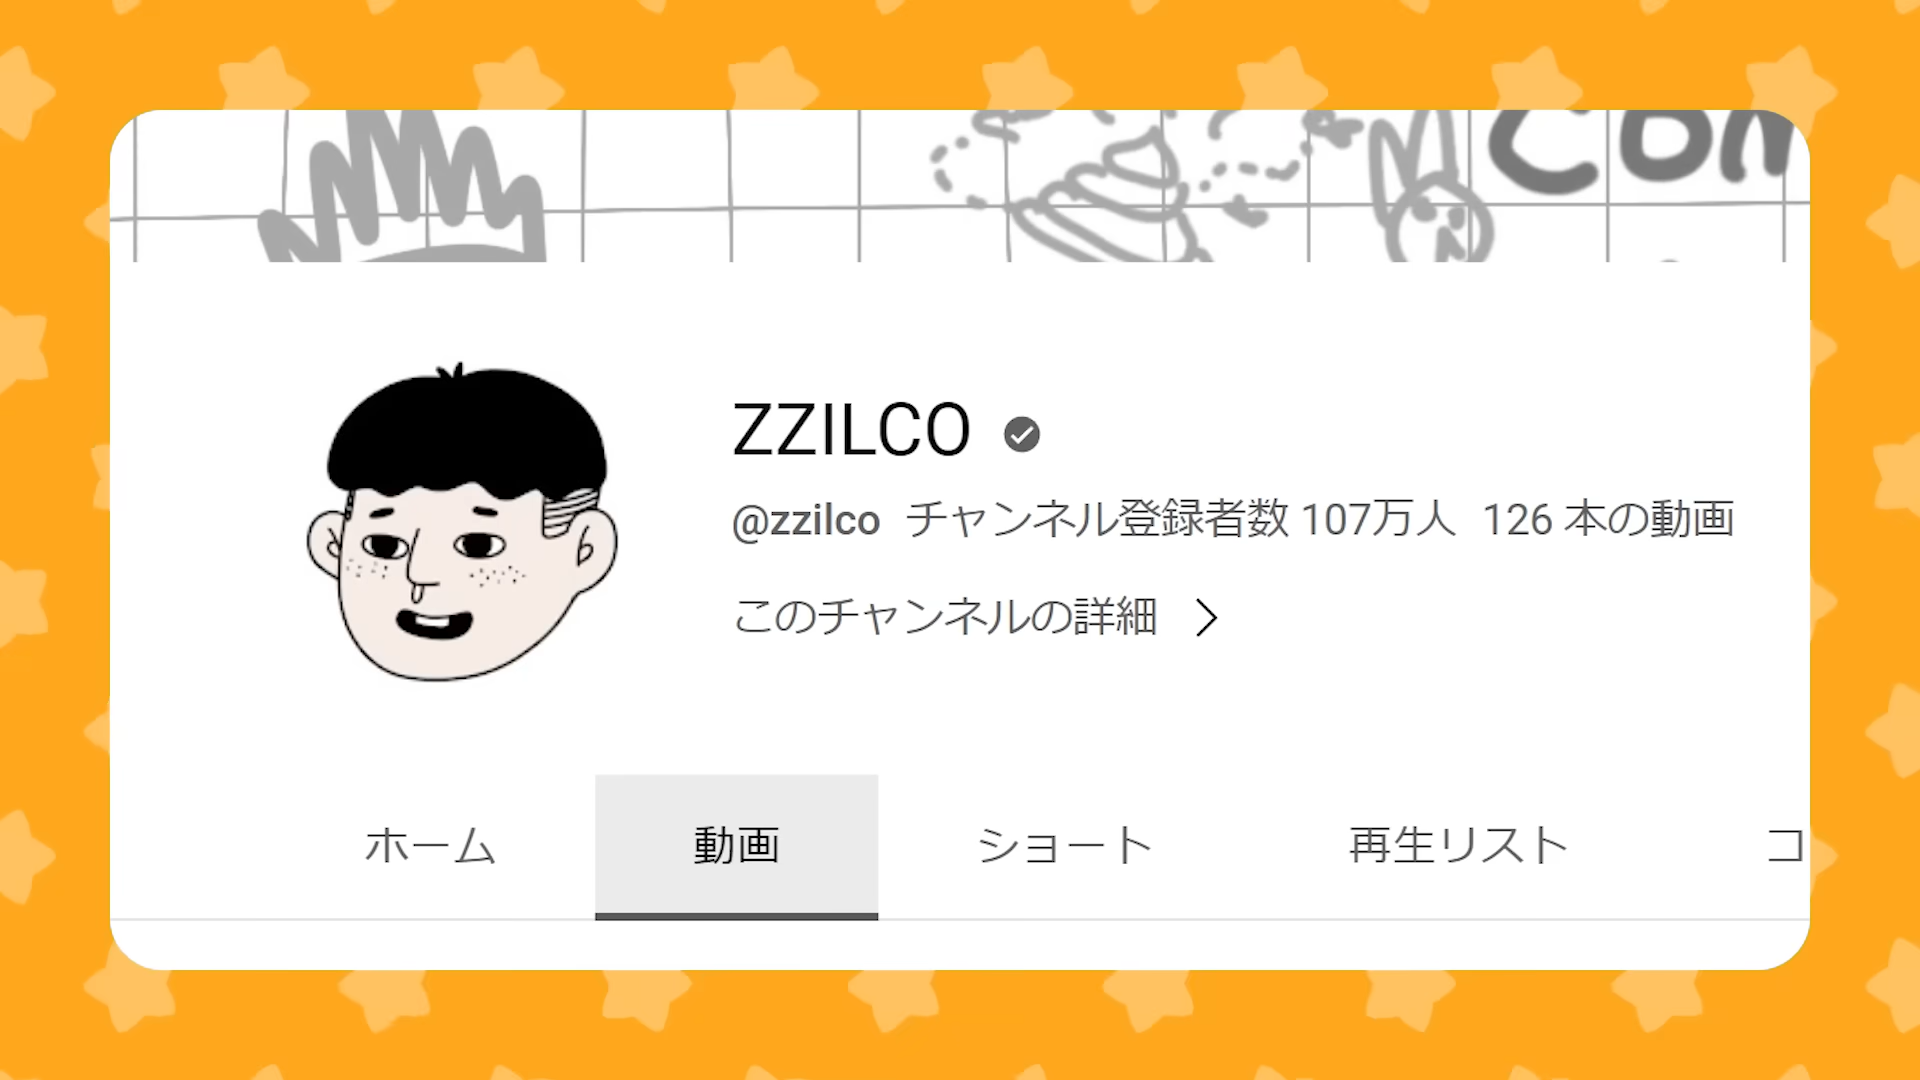 ZZILCO
@zzilco チャンネル登録者数 107万人 126 本の動画
このチャンネルの詳細
ホーム 動画 ショート 再生リスト コ